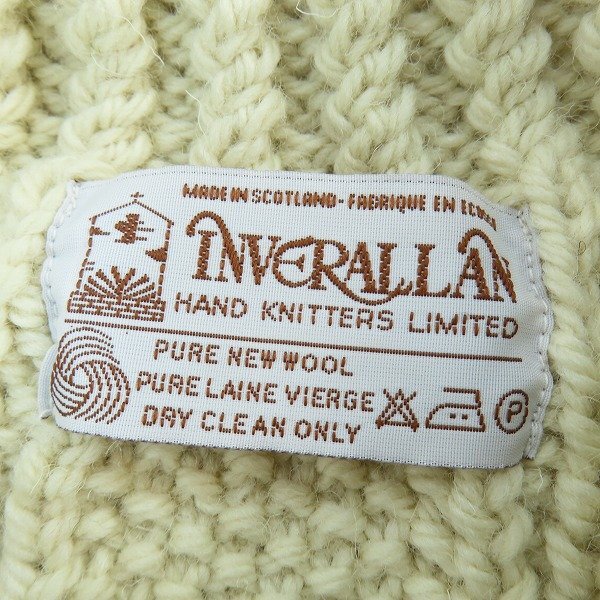 MADE IN SCOTLAND - FABRIQUE EN ECOSSE
INVERALLAN
HAND KNITTERS LIMITED
PURE NEW WOOL
PURE LAINE VIERGE
DRY CLEAN ONLY
P